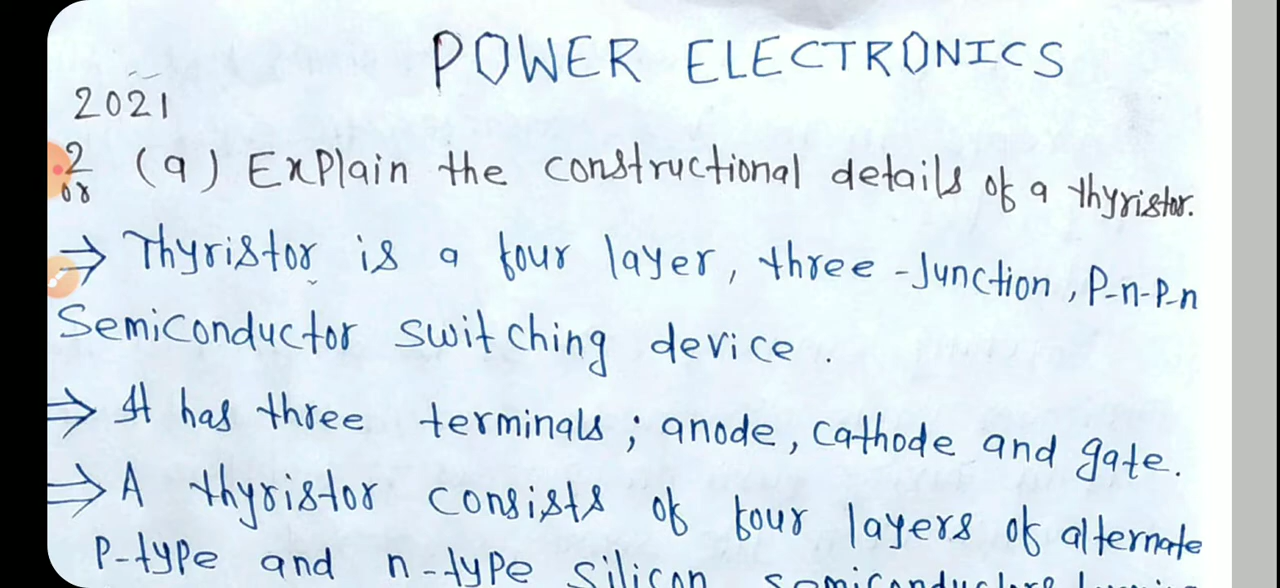 POWER ELECTRONICS
2021
2 (a) Explain the constructional details of a thyristor.
or
→ Thyristor is a four layer, three-Junction, P-n-P-n
Semiconductor switching device.
⇒ It has three terminals; anode, cathode and gate.
⇒ A thyristor consists of four layers of alternate
P-type and n-type silicon semiconductors